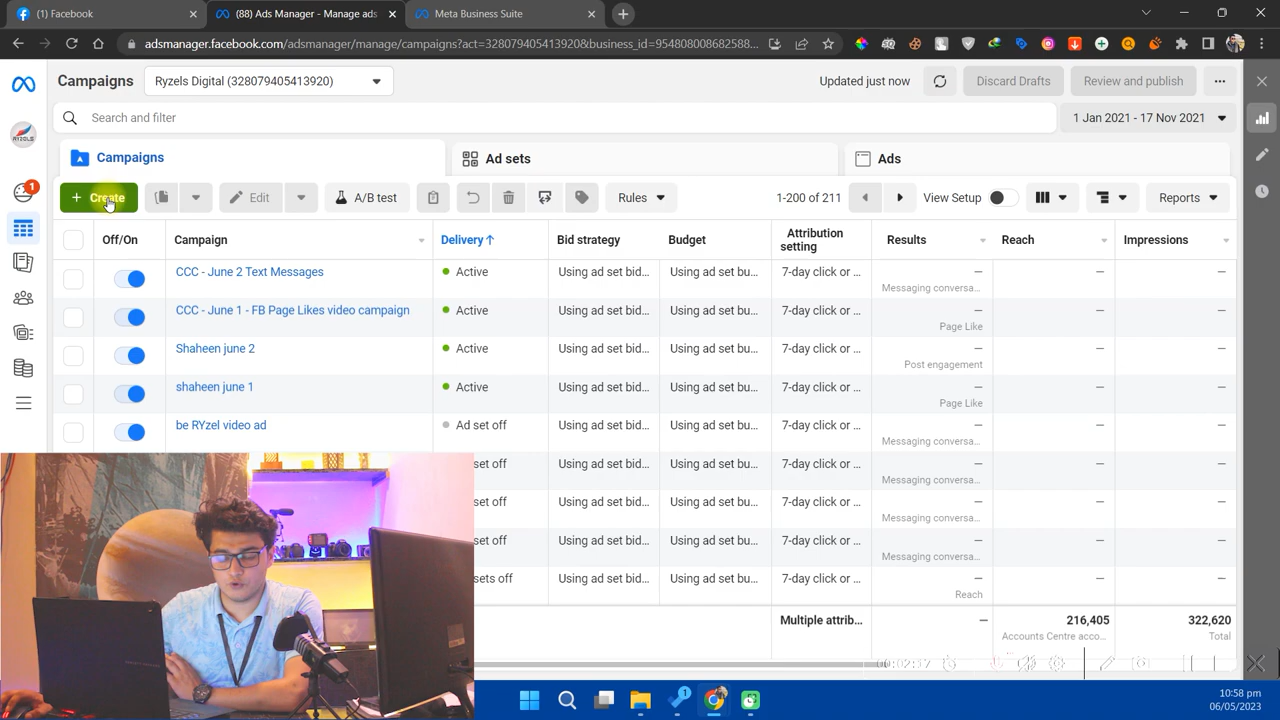 (1) Facebook
(88) Ads Manager - Manage ads
Meta Business Suite
adsmanager.facebook.com/adsmanager/manage/campaigns?act=328079405413920&business_id=954808008682588...
Campaigns
Ryzels Digital (328079405413920)
Updated just now
Discard Drafts
Review and publish
Search and filter
1 Jan 2021 - 17 Nov 2021
Campaigns
Ad sets
Ads
1
+ Create
Edit
A/B test
Rules
1-200 of 211
View Setup
Reports
Off/On
Campaign
Delivery ↑
Bid strategy
Budget
Attribution setting
Results
Reach
Impressions
CCC - June 2 Text Messages
Active
Using ad set bid...
Using ad set bu...
7-day click or ...
—
—
—
Messaging conversa...
CCC - June 1 - FB Page Likes video campaign
Active
Using ad set bid...
Using ad set bu...
7-day click or ...
—
—
—
Page Like
Shaheen june 2
Active
Using ad set bid...
Using ad set bu...
7-day click or ...
—
—
—
Post engagement
shaheen june 1
Active
Using ad set bid...
Using ad set bu...
7-day click or ...
—
—
—
Page Like
be RYzel video ad
Ad set off
Using ad set bid...
Using ad set bu...
7-day click or ...
—
—
—
Messaging conversa...
set off
Using ad set bid...
Using ad set bu...
7-day click or ...
—
—
—
Messaging conversa...
set off
Using ad set bid...
Using ad set bu...
7-day click or ...
—
—
—
Messaging conversa...
set off
Using ad set bid...
Using ad set bu...
7-day click or ...
—
—
—
Messaging conversa...
sets off
Using ad set bid...
Using ad set bu...
7-day click or ...
—
—
—
Reach
Multiple attrib...
—
216,405
322,620
Accounts Centre acco...
Total
10:58 pm
06/05/2023